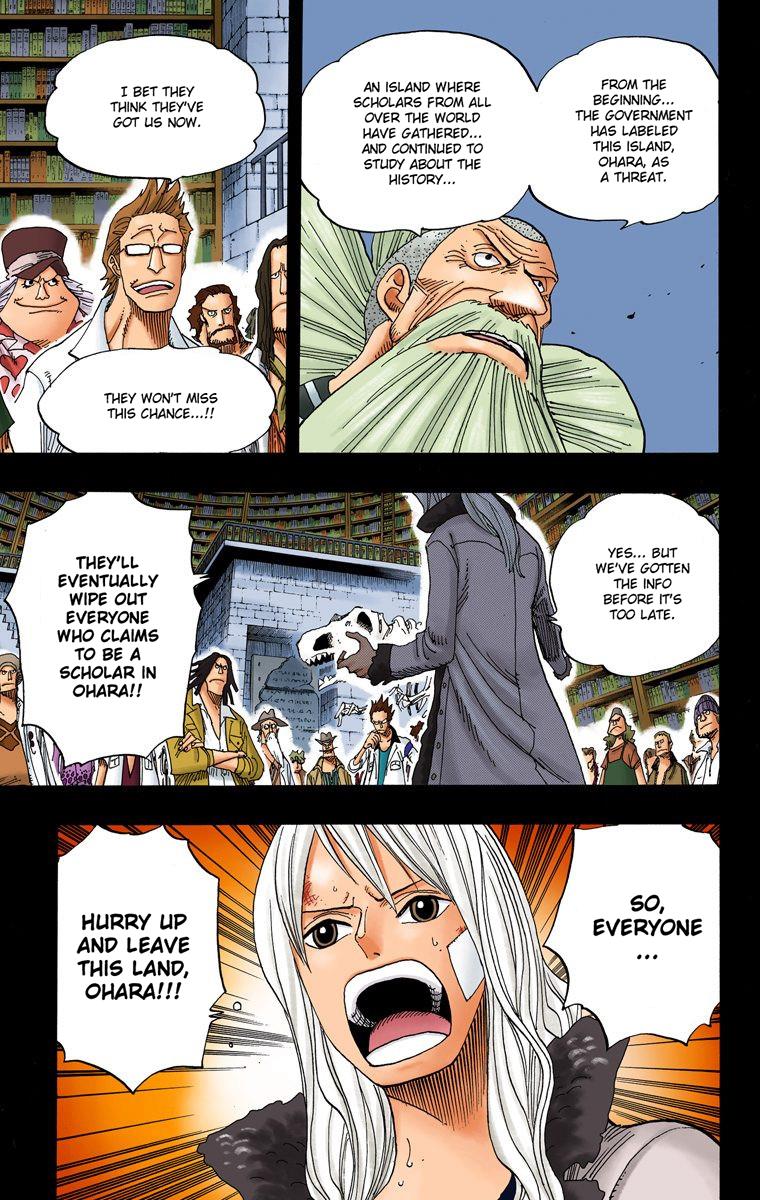 FROM THE
BEGINNING...
THE GOVERNMENT
HAS LABELED
THIS ISLAND,
OHARA, AS
A THREAT.
AN ISLAND WHERE
SCHOLARS FROM ALL
OVER THE WORLD
HAVE GATHERED...
AND CONTINUED TO
STUDY ABOUT THE
HISTORY...
I BET THEY
THINK THEY'VE
GOT US NOW.
THEY WON'T MISS
THIS CHANCE...!!
YES... BUT
WE'VE GOTTEN
THE INFO
BEFORE IT'S
TOO LATE.
THEY'LL
EVENTUALLY
WIPE OUT
EVERYONE
WHO CLAIMS
TO BE A
SCHOLAR IN
OHARA!!
SO,
EVERYONE
...
HURRY UP
AND LEAVE
THIS LAND,
OHARA!!!